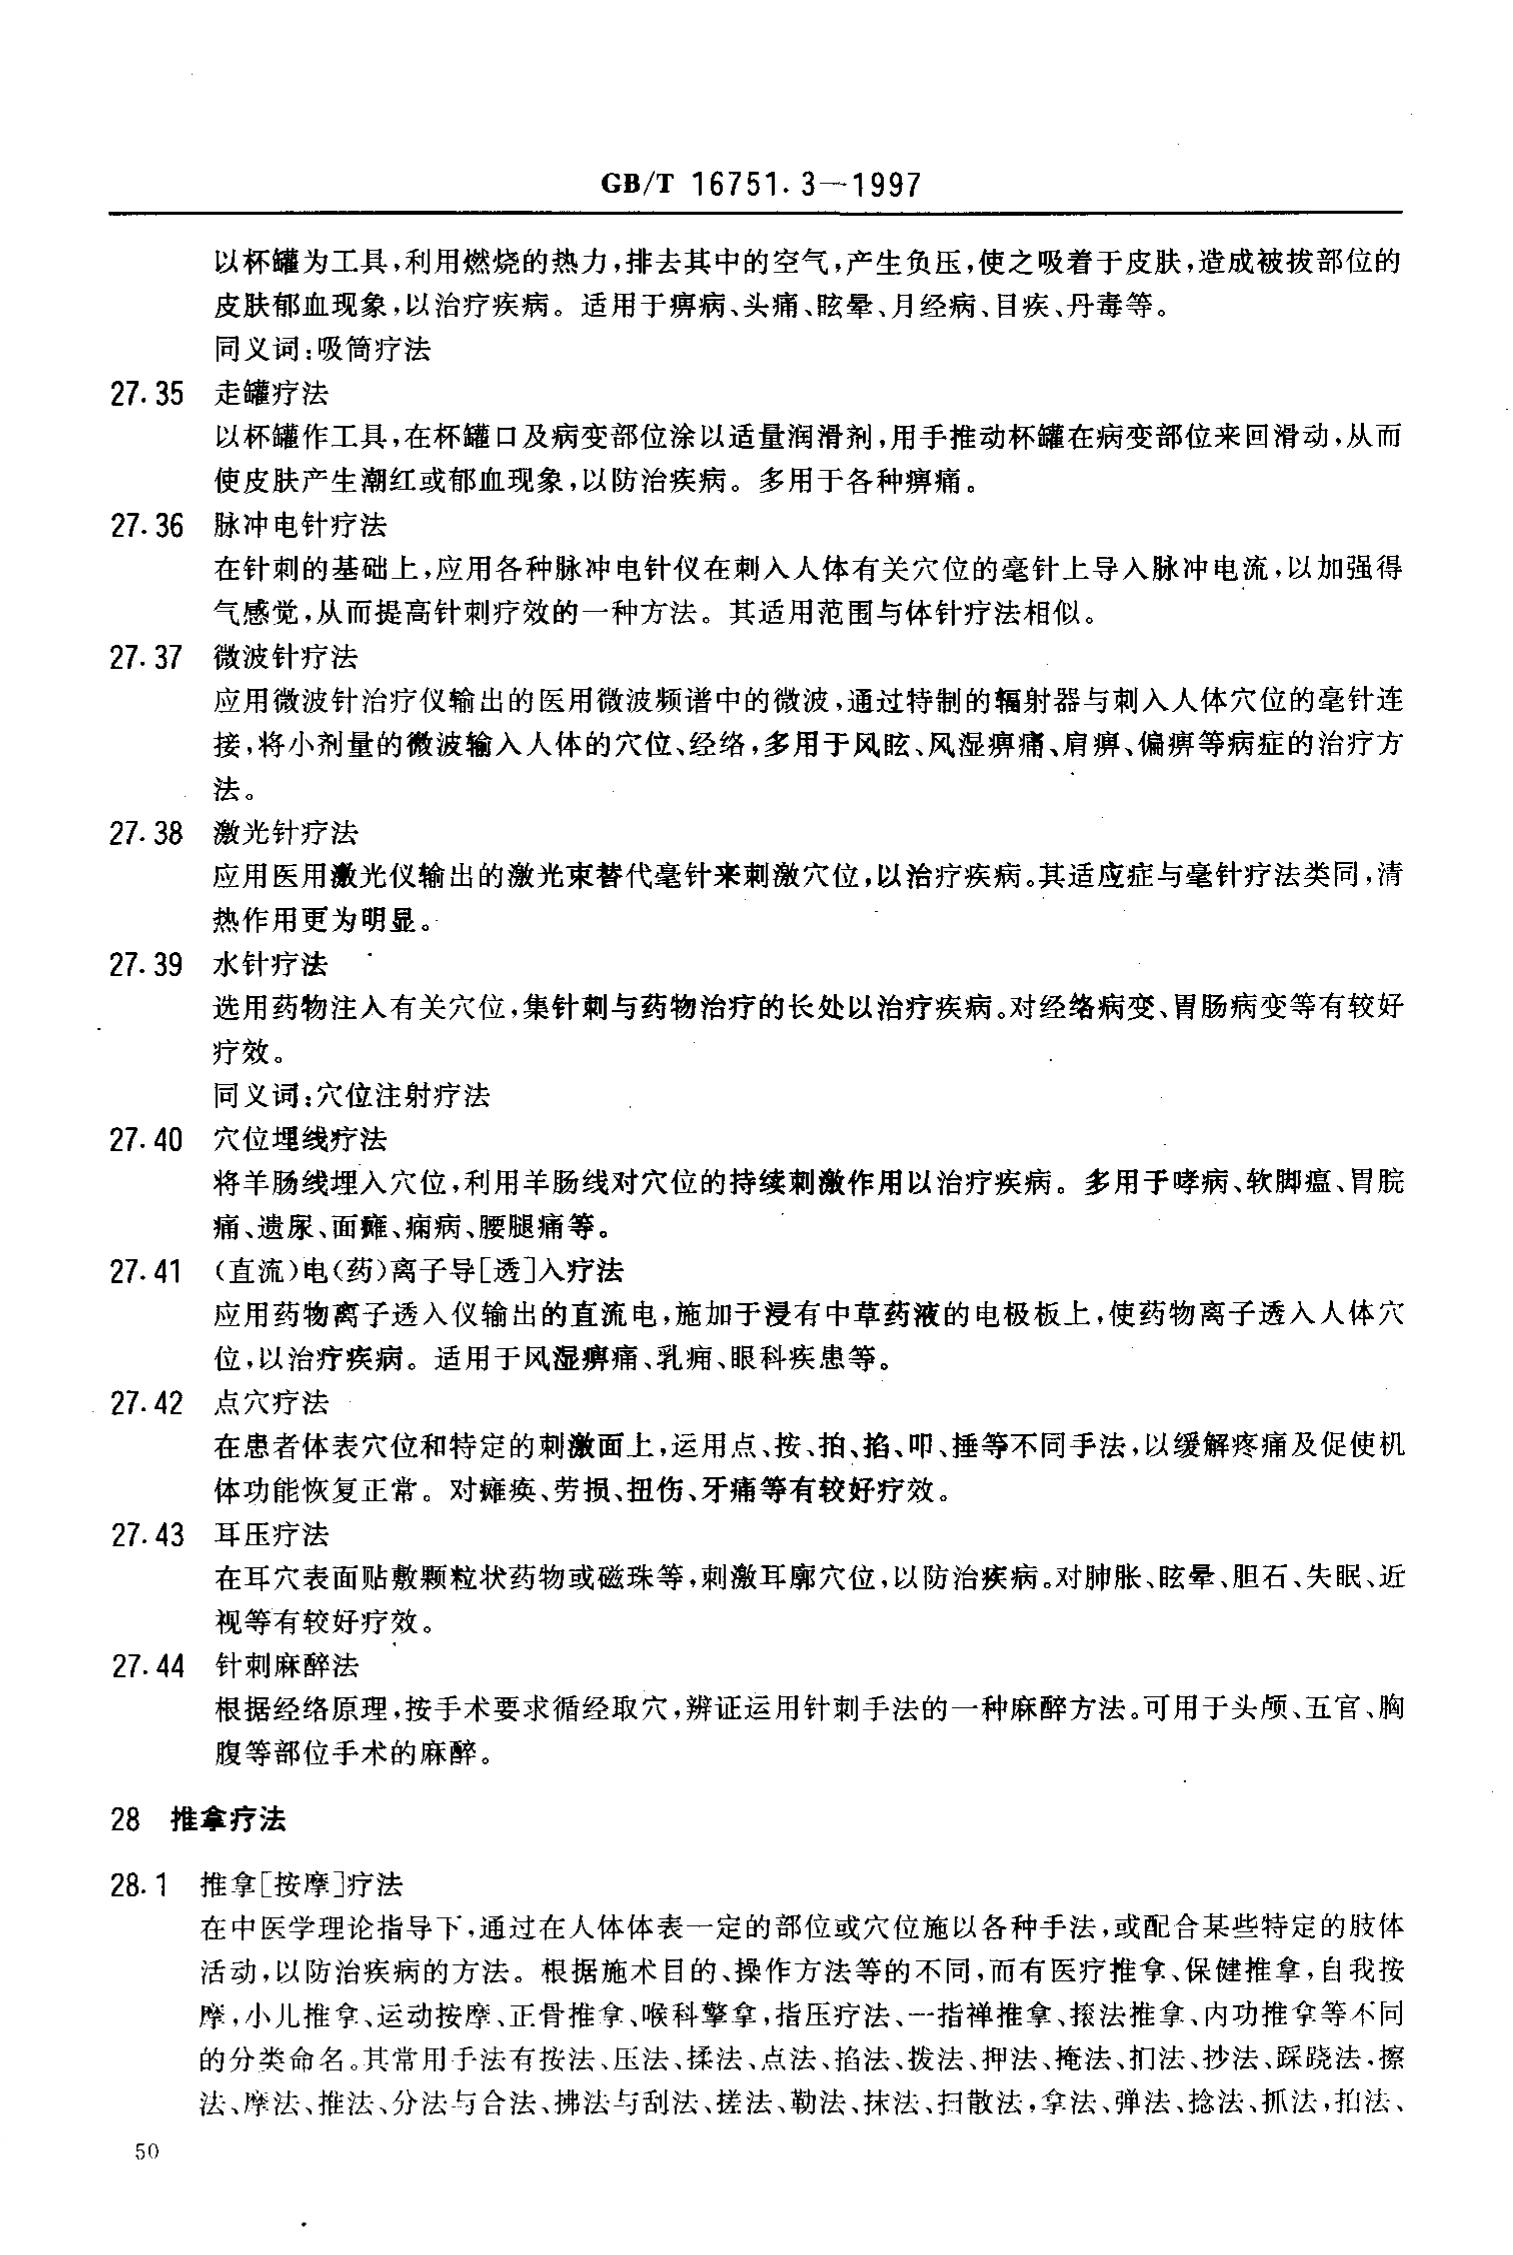 GB/T 16751.3—1997
以杯罐为工具,利用燃烧的热力,排去其中的空气,产生负压,使之吸着于皮肤,造成被拔部位的
皮肤郁血现象,以治疗疾病。适用于痹病、头痛、眩晕、月经病、目疾、丹毒等。
同义词:吸筒疗法
27.35 走罐疗法
以杯罐作工具,在杯罐口及病变部位涂以适量润滑剂,用手推动杯罐在病变部位来回滑动,从而
使皮肤产生潮红或郁血现象,以防治疾病。多用于各种痹痛。
27.36 脉冲电针疗法
在针刺的基础上,应用各种脉冲电针仪在刺入人体有关穴位的毫针上导入脉冲电流,以加强得
气感觉,从而提高针刺疗效的一种方法。其适用范围与体针疗法相似。
27.37 微波针疗法
应用微波针治疗仪输出的医用微波频谱中的微波,通过特制的辐射器与刺入人体穴位的毫针连
接,将小剂量的微波输入人体的穴位、经络,多用于风眩、风湿痹痛、肩痹、偏痹等病症的治疗方
法。
27.38 激光针疗法
应用医用激光仪输出的激光束替代毫针来刺激穴位,以治疗疾病。其适应症与毫针疗法类同,清
热作用更为明显。
27.39 水针疗法
选用药物注入有关穴位,集针刺与药物治疗的长处以治疗疾病。对经络病变、胃肠病变等有较好
疗效。
同义词:穴位注射疗法
27.40 穴位埋线疗法
将羊肠线埋入穴位,利用羊肠线对穴位的持续刺激作用以治疗疾病。多用于哮病、软脚瘟、胃脘
痛、遗尿、面瘫、痫病、腰腿痛等。
27.41 (直流)电(药)离子导[透]入疗法
应用药物离子透入仪输出的直流电,施加于浸有中草药液的电极板上,使药物离子透入人体穴
位,以治疗疾病。适用于风湿痹痛、乳痈、眼科疾患等。
27.42 点穴疗法
在患者体表穴位和特定的刺激面上,运用点、按、拍、掐、叩、捶等不同手法,以缓解疼痛及促使机
体功能恢复正常。对瘫痪、劳损、扭伤、牙痛等有较好疗效。
27.43 耳压疗法
在耳穴表面贴敷颗粒状药物或磁珠等,刺激耳廓穴位,以防治疾病。对肺胀、眩晕、胆石、失眠、近
视等有较好疗效。
27.44 针刺麻醉法
根据经络原理,按手术要求循经取穴,辨证运用针刺手法的一种麻醉方法。可用于头颅、五官、胸
腹等部位手术的麻醉。
28 推拿疗法
28.1 推拿[按摩]疗法
在中医学理论指导下,通过在人体体表一定的部位或穴位施以各种手法,或配合某些特定的肢体
活动,以防治疾病的方法。根据施术目的、操作方法等的不同,而有医疗推拿、保健推拿,自我按
摩,小儿推拿、运动按摩、正骨推拿、喉科擎拿,指压疗法、一指禅推拿、㨰法推拿、内功推拿等不同
的分类命名。其常用手法有按法、压法、揉法、点法、掐法、拨法、押法、掩法、扪法、抄法、踩跷法,擦
法、摩法、推法、分法与合法、拂法与刮法、搓法、勒法、抹法、扫散法,拿法、弹法、捻法、抓法,拍法、
50